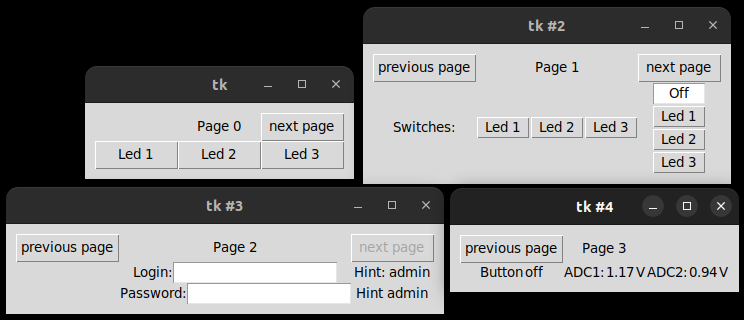 tk
Page 0 next page
Led 1 Led 2 Led 3
tk #2
previous page Page 1 next page
Off
Switches: Led 1 Led 2 Led 3 Led 1
Led 2
Led 3
tk #3
previous page Page 2 next page
Login: Hint: admin
Password: Hint admin
tk #4
previous page Page 3
Button off ADC1: 1.17 V ADC2: 0.94 V